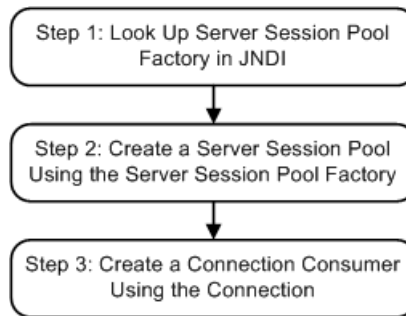 Step 1: Look Up Server Session Pool
Factory in JNDI
Step 2: Create a Server Session Pool
Using the Server Session Pool Factory
Step 3: Create a Connection Consumer
Using the Connection